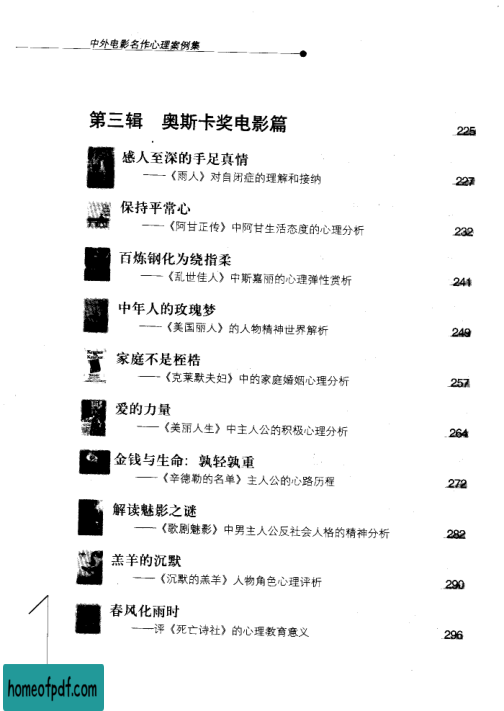 中外电影名作心理案例集
第三辑 奥斯卡奖电影篇 225
感人至深的手足真情
——《雨人》对自闭症的理解和接纳 227
保持平常心
——《阿甘正传》中阿甘生活态度的心理分析 232
百炼钢化为绕指柔
——《乱世佳人》中斯嘉丽的心理弹性赏析 241
中年人的玫瑰梦
——《美国丽人》的人物精神世界解析 249
家庭不是桎梏
——《克莱默夫妇》中的家庭婚姻心理分析 257
爱的力量
——《美丽人生》中主人公的积极心理分析 264
金钱与生命：孰轻孰重
——《辛德勒的名单》主人公的心路历程 272
解读魅影之谜
——《歌剧魅影》中男主人公反社会人格的精神分析 282
羔羊的沉默
——《沉默的羔羊》人物角色心理评析 290
春风化雨时
——评《死亡诗社》的心理教育意义 296
1
homeofpdf.com